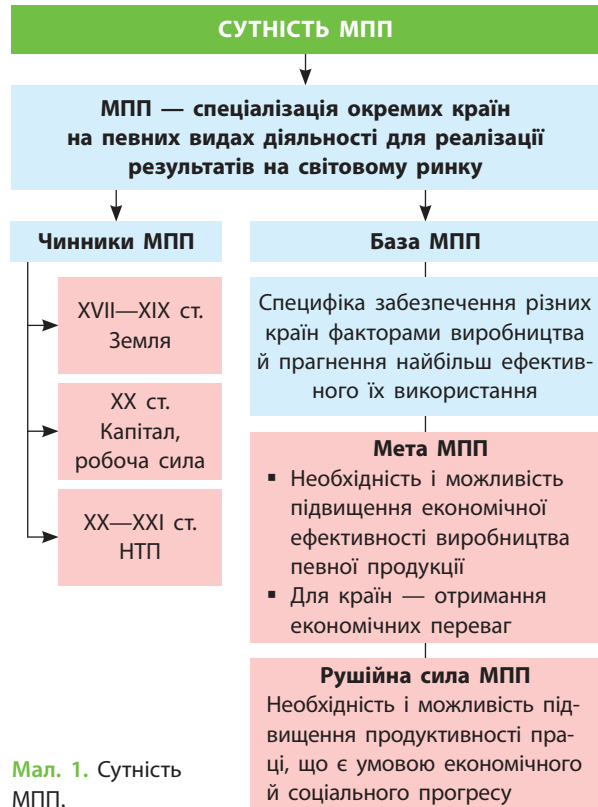 СУТНІСТЬ МПП
МПП — спеціалізація окремих країн
на певних видах діяльності для реалізації
результатів на світовому ринку
Чинники МПП
XVII—XIX ст.
Земля
XX ст.
Капітал,
робоча сила
XX—XXI ст.
НТП
База МПП
Специфіка забезпечення різних
країн факторами виробництва
й прагнення найбільш ефектив-
ного їх використання
Мета МПП
▪ Необхідність і можливість
підвищення економічної
ефективності виробництва
певної продукції
▪ Для країн — отримання
економічних переваг
Рушійна сила МПП
Необхідність і можливість під-
вищення продуктивності пра-
ці, що є умовою економічного
й соціального прогресу
Мал. 1. Сутність
МПП.